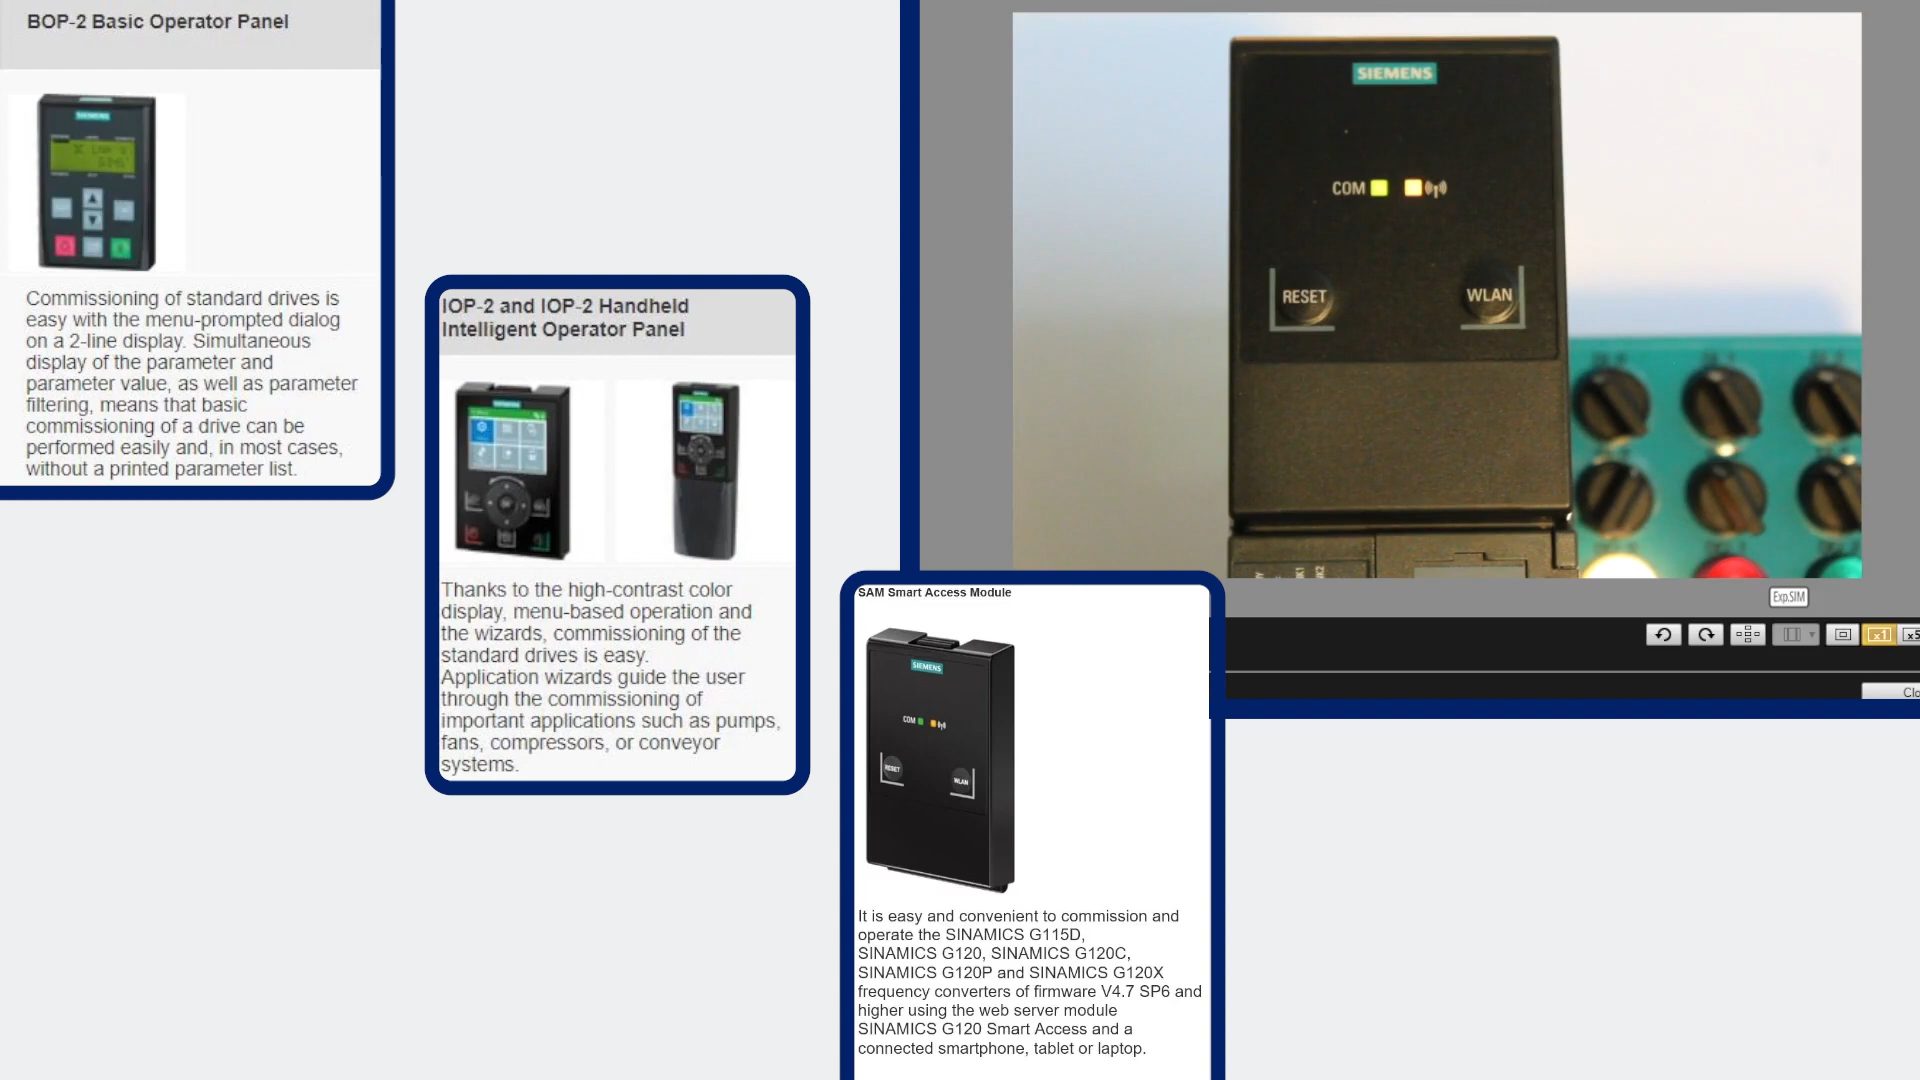 BOP-2 Basic Operator Panel
SIEMENS
Commissioning of standard drives is
easy with the menu-prompted dialog
on a 2-line display. Simultaneous
display of the parameter and
parameter value, as well as parameter
filtering, means that basic
commissioning of a drive can be
performed easily and, in most cases,
without a printed parameter list.
IOP-2 and IOP-2 Handheld
Intelligent Operator Panel
Thanks to the high-contrast color
display, menu-based operation and
the wizards, commissioning of the
standard drives is easy.
Application wizards guide the user
through the commissioning of
important applications such as pumps,
fans, compressors, or conveyor
systems.
SIEMENS
COM
RESET
WLAN
Exp.SIM
x1
x5
Clo
SAM Smart Access Module
SIEMENS
COM
RESET
WLAN
It is easy and convenient to commission and
operate the SINAMICS G115D,
SINAMICS G120, SINAMICS G120C,
SINAMICS G120P and SINAMICS G120X
frequency converters of firmware V4.7 SP6 and
higher using the web server module
SINAMICS G120 Smart Access and a
connected smartphone, tablet or laptop.